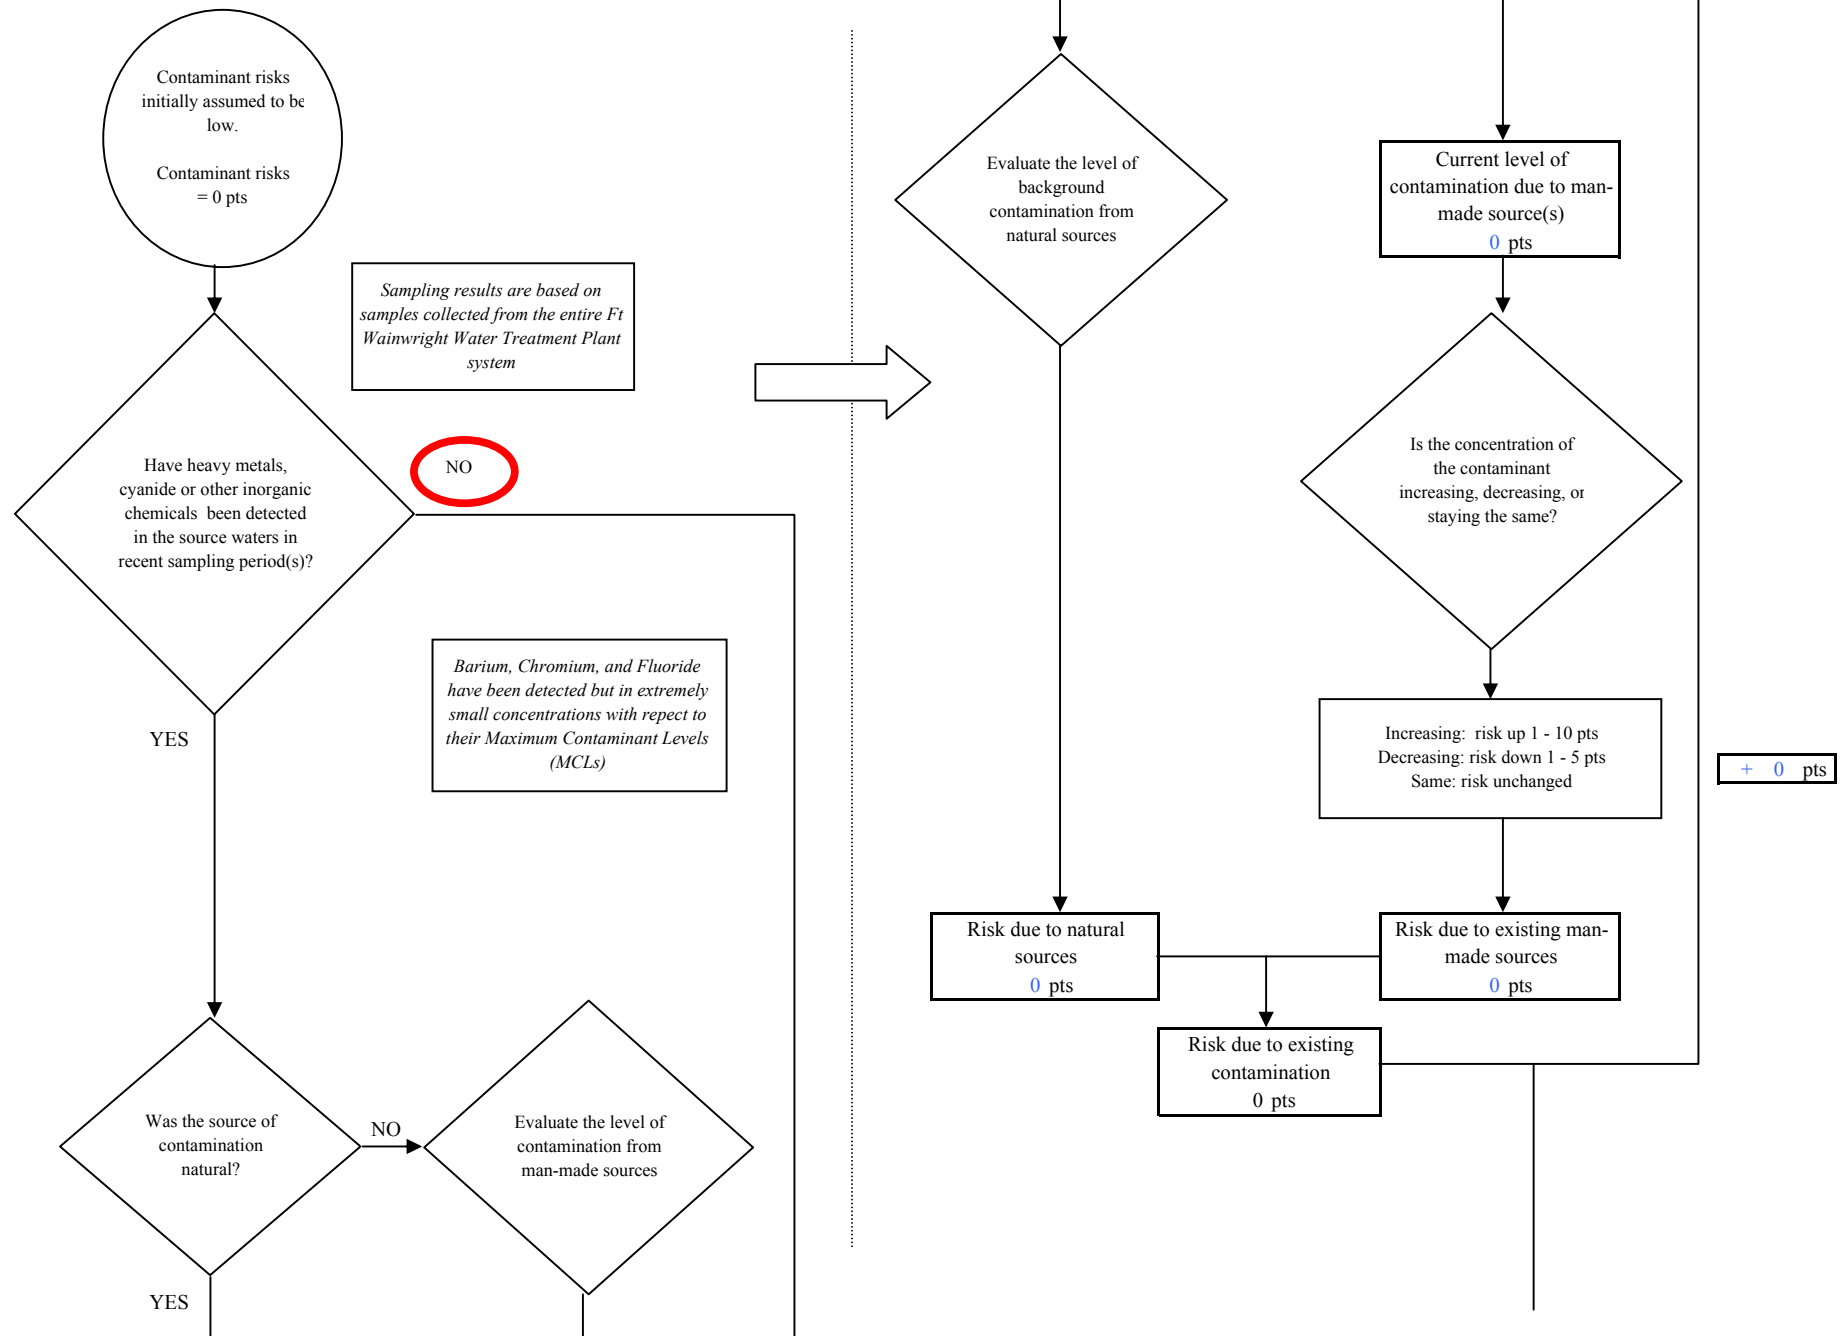 Contaminant risks
initially assumed to be
low.
Contaminant risks
= 0 pts
Sampling results are based on
samples collected from the entire Ft
Wainwright Water Treatment Plant
system
NO
Have heavy metals,
cyanide or other inorganic
chemicals been detected
in the source waters in
recent sampling period(s)?
Barium, Chromium, and Fluoride
have been detected but in extremely
small concentrations with repect to
their Maximum Contaminant Levels
(MCLs)
YES
Was the source of
contamination
natural?
NO
Evaluate the level of
contamination from
man-made sources
YES
Evaluate the level of
background
contamination from
natural sources
Current level of
contamination due to man-
made source(s)
0 pts
Is the concentration of
the contaminant
increasing, decreasing, or
staying the same?
Increasing: risk up 1 - 10 pts
Decreasing: risk down 1 - 5 pts
Same: risk unchanged
+ 0 pts
Risk due to natural
sources
0 pts
Risk due to existing man-
made sources
0 pts
Risk due to existing
contamination
0 pts